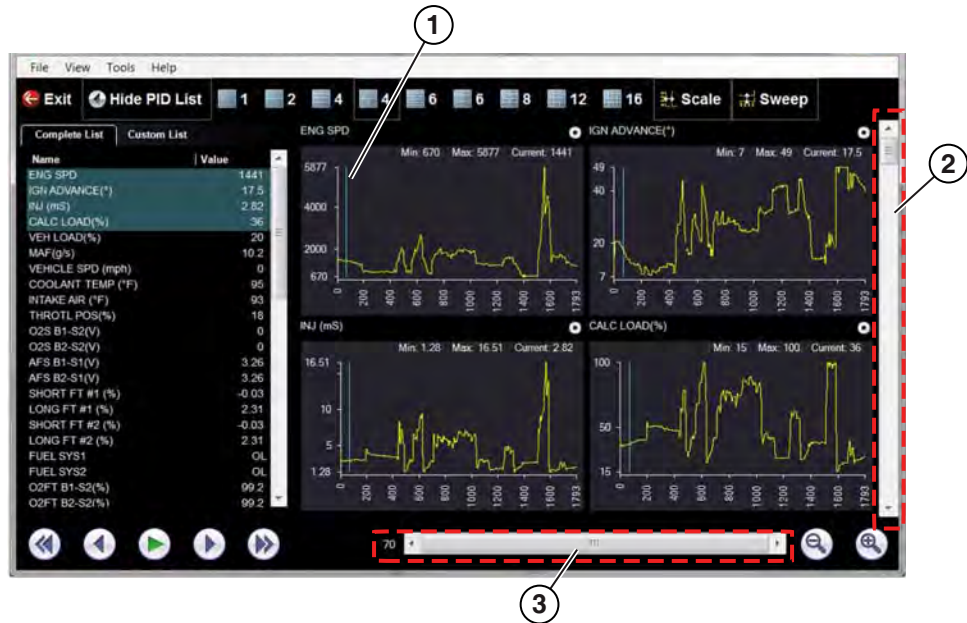 1
File View Tools Help
Exit Hide PID List 1 2 4 4 6 6 8 12 16 Scale Sweep
Complete List Custom List
Name Value
ENG SPD 1441
IGN ADVANCE(°) 17.5
INJ (mS) 2.82
CALC LOAD(%) 36
VEH LOAD(%) 20
MAF(g/s) 10.2
VEHICLE SPD (mph) 0
COOLANT TEMP (°F) 95
INTAKE AIR (°F) 93
THROTL POS(%) 18
O2S B1-S2(V) 0
O2S B2-S2(V) 0
AFS B1-S1(V) 3.26
AFS B2-S1(V) 3.26
SHORT FT #1 (%) -0.03
LONG FT #1 (%) 2.31
SHORT FT #2 (%) -0.03
LONG FT #2 (%) 2.31
FUEL SYS1 OL
FUEL SYS2 OL
O2FT B1-S2(%) 99.2
O2FT B2-S2(%) 99.2
ENG SPD
Min: 670 Max: 5877 Current: 1441
5877
4000
2000
670
0 200 400 600 800 1000 1200 1400 1600 1793
IGN ADVANCE(°)
Min: 7 Max: 49 Current: 17.5
49
40
20
7
0 200 400 600 800 1000 1200 1400 1600 1793
INJ (mS)
Min: 1.28 Max: 16.51 Current: 2.82
16.51
10
5
1.28
0 200 400 600 800 1000 1200 1400 1600 1793
CALC LOAD(%)
Min: 15 Max: 100 Current: 36
100
50
15
0 200 400 600 800 1000 1200 1400 1600 1793
2
70
3